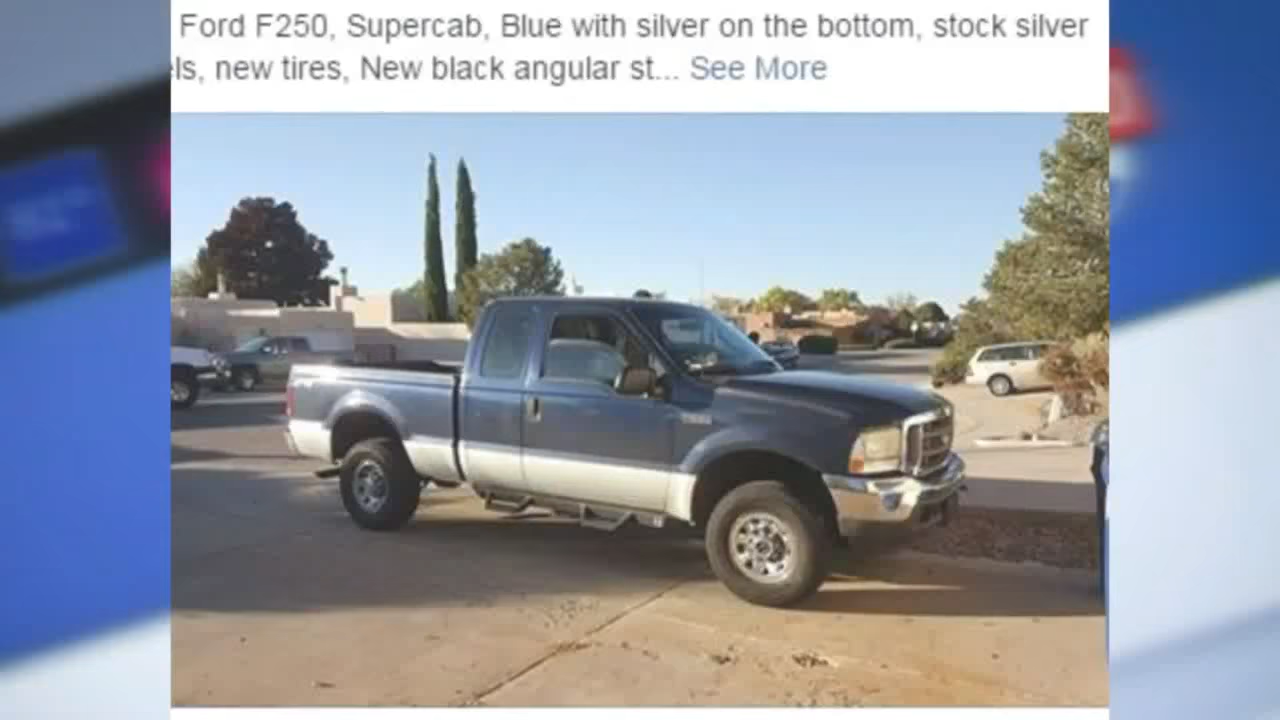 Ford F250, Supercab, Blue with silver on the bottom, stock silver
ls, new tires, New black angular st... See More